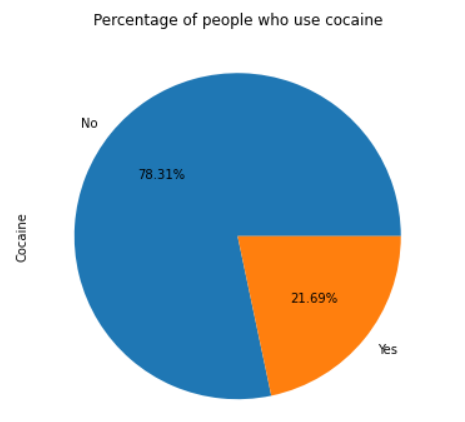 Percentage of people who use cocaine
No
78.31%
Cocaine
21.69%
Yes